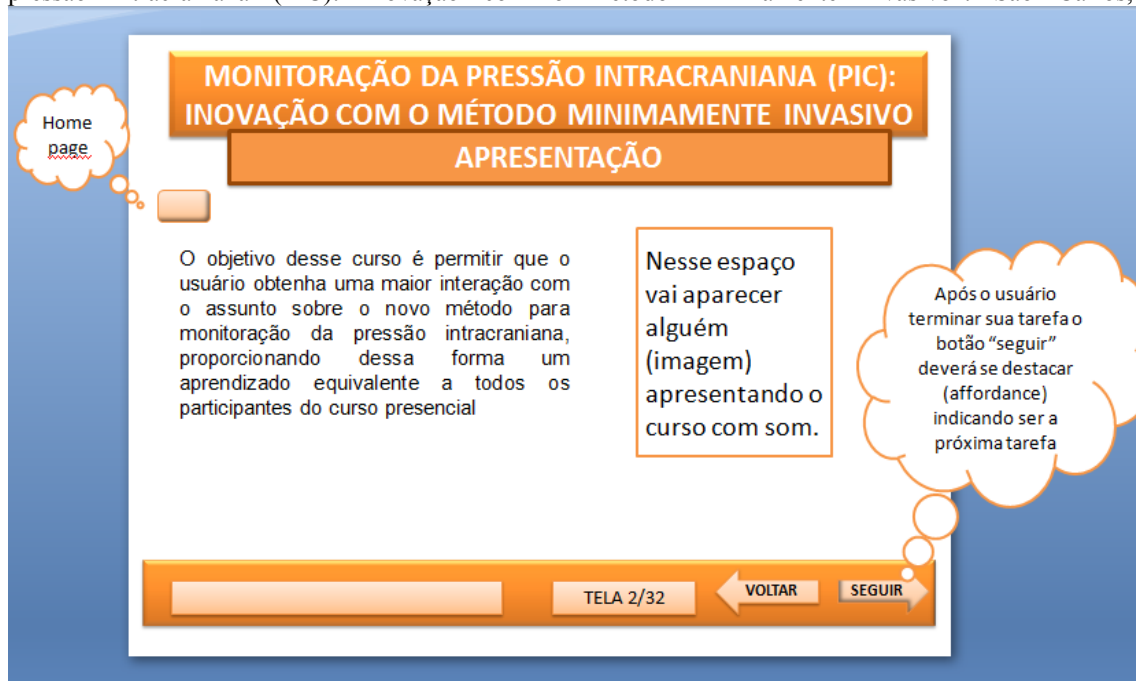 MONITORAÇÃO DA PRESSÃO INTRACRANIANA (PIC):
INOVAÇÃO COM O MÉTODO MINIMAMENTE INVASIVO
APRESENTAÇÃO
Home
page
O objetivo desse curso é permitir que o
usuário obtenha uma maior interação com
o assunto sobre o novo método para
monitoração da pressão intracraniana,
proporcionando dessa forma um
aprendizado equivalente a todos os
participantes do curso presencial
Nesse espaço
vai aparecer
alguém
(imagem)
apresentando o
curso com som.
Após o usuário
terminar sua tarefa o
botão “seguir”
deverá se destacar
(affordance)
indicando ser a
próxima tarefa
TELA 2/32
VOLTAR
SEGUIR